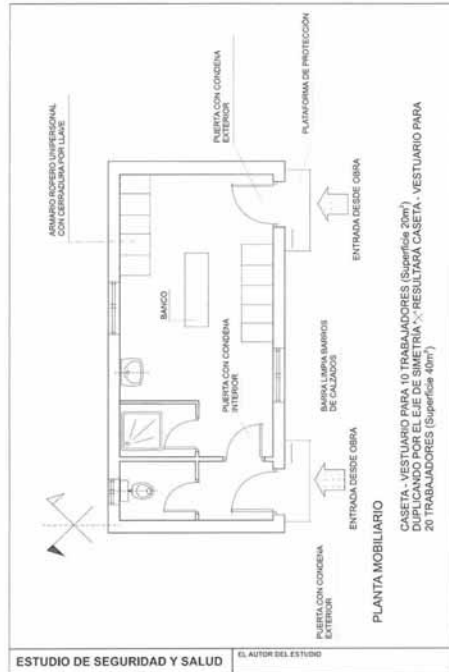 ARMARIO ROPERO UNIPERSONAL
CON CERRADURA POR LLAVE
PUERTA CON CONDENA
EXTERIOR
PLATAFORMA DE PROTECCIÓN
BANCO
PUERTA CON CONDENA
INTERIOR
ENTRADA DESDE OBRA
BARRA LIMPIA BARROS
DE CALZADOS
ENTRADA DESDE OBRA
PUERTA CON CONDENA
EXTERIOR
PLANTA MOBILIARIO
CASETA - VESTUARIO PARA 10 TRABAJADORES (Superficie 20m²)
DUPLICANDO POR EL EJE DE SIMETRÍA RESULTARÁ CASETA - VESTUARIO PARA
20 TRABAJADORES (Superficie 40m²)
ESTUDIO DE SEGURIDAD Y SALUD
EL AUTOR DEL ESTUDIO